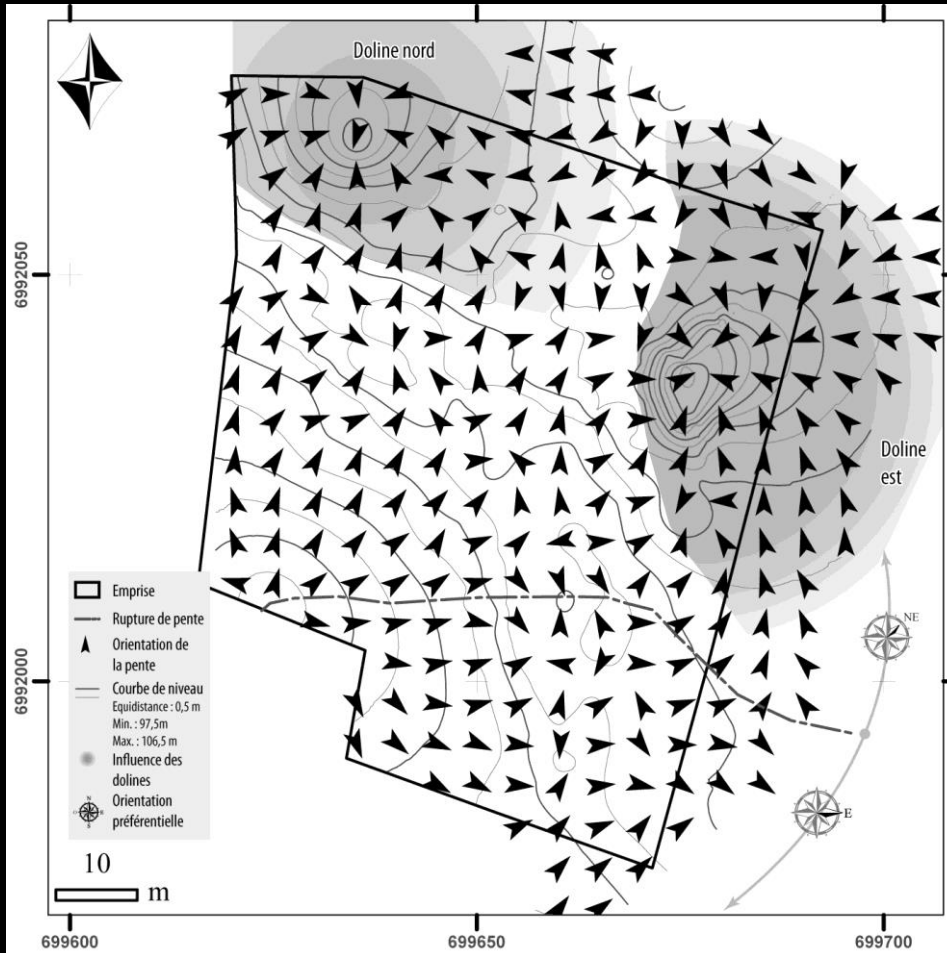 Doline nord
6992050
Doline
est
Emprise
Rupture de pente
Orientation de
la pente
Courbe de niveau
Equidistance : 0,5 m
Min. : 97,5m
Max. : 106,5 m
Influence des
dolines
Orientation
préférentielle
NE
6992000
E
10
m
699600
699650
699700